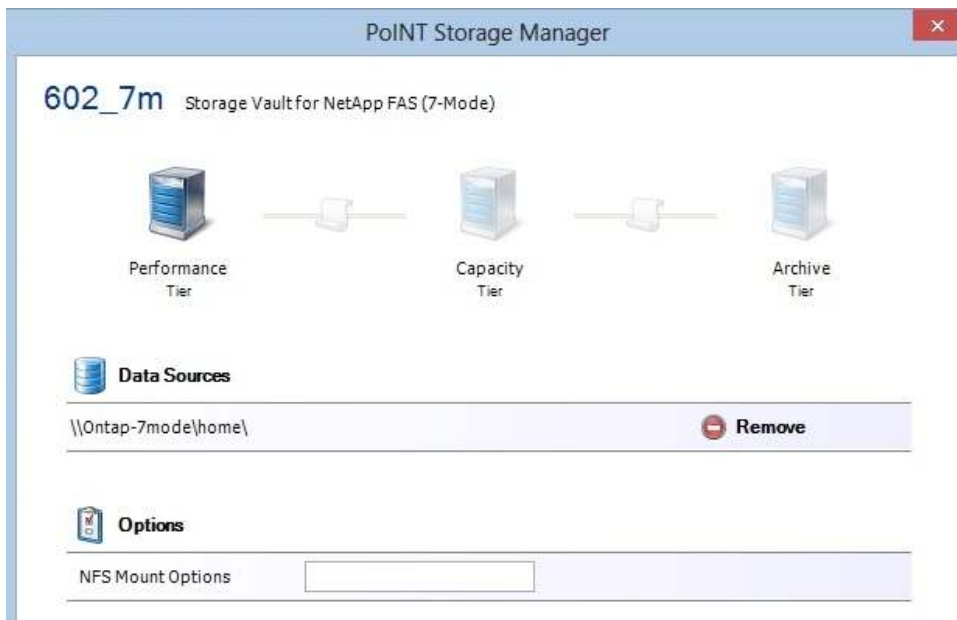 PoINT Storage Manager
602_7m Storage Vault for NetApp FAS (7-Mode)
Performance Capacity Archive
Tier Tier Tier
Data Sources
\\Ontap-7mode\home\ Remove
Options
NFS Mount Options